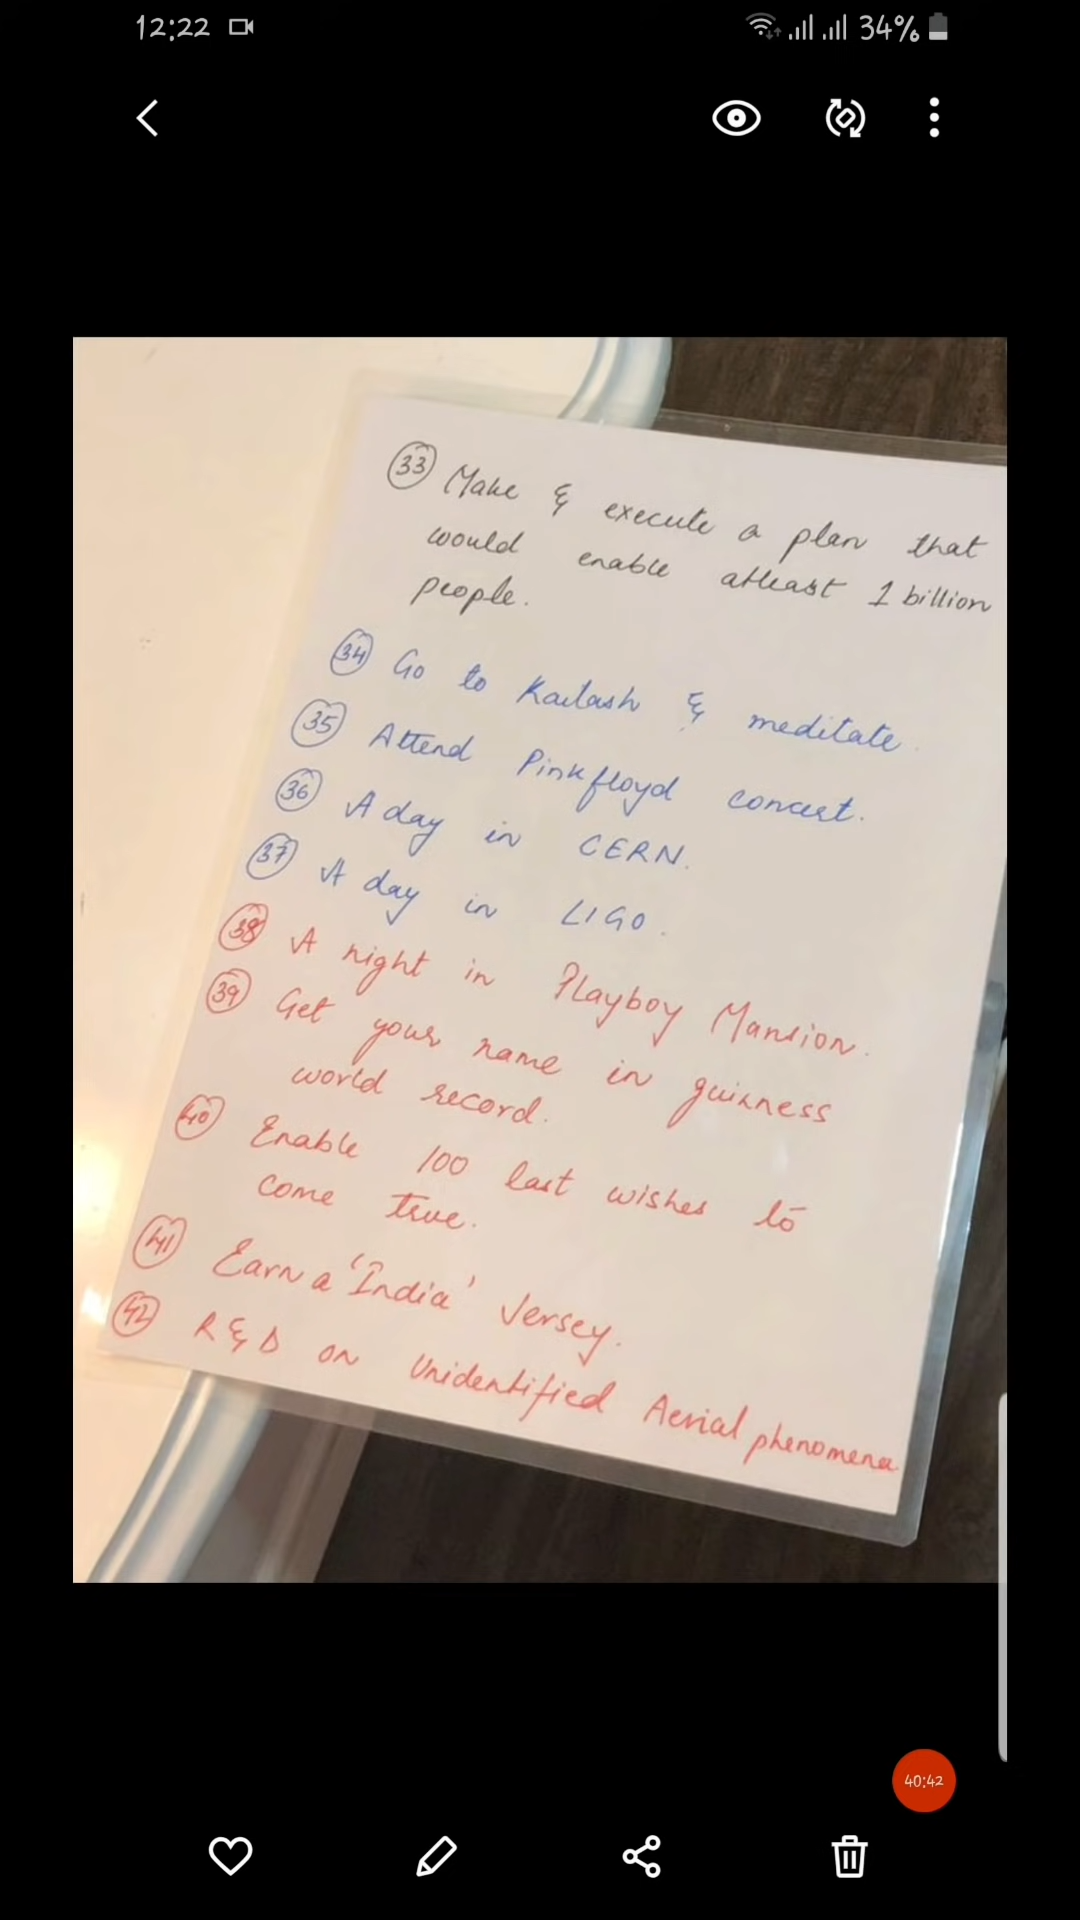 12:22
34%
33 Make & execute a plan that
would enable atleast 1 billion
people.
34 Go to Kailash & meditate.
35 Attend Pink floyd concert.
36 A day in CERN.
37 A day in LIGO.
38 A night in Playboy Mansion.
39 Get your name in guinness
world record.
40 Enable 100 last wishes to
come true.
41 Earn a 'India' Jersey.
42 R & D on Unidentified Aerial phenomena
40:42